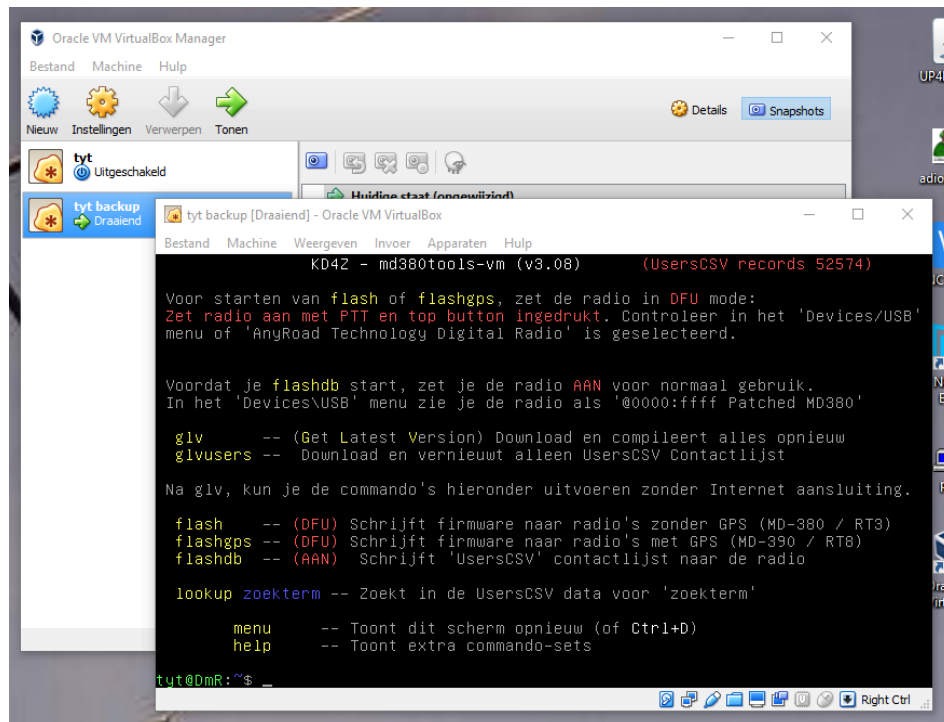 Oracle VM VirtualBox Manager
Bestand Machine Hulp
Nieuw Instellingen Verwerpen Tonen
Details Snapshots
tyt
Uitgeschakeld
Huidige staat (ongewijzigd)
tyt backup
Draaiend
tyt backup [Draaiend] - Oracle VM VirtualBox
Bestand Machine Weergeven Invoer Apparaten Hulp
KD4Z - md380tools-vm (v3.08) (UsersCSV records 52574)
Voor starten van flash of flashgps, zet de radio in DFU mode:
Zet radio aan met PTT en top button ingedrukt. Controleer in het 'Devices/USB'
menu of 'AnyRoad Technology Digital Radio' is geselecteerd.
Voordat je flashdb start, zet je de radio AAN voor normaal gebruik.
In het 'Devices\USB' menu zie je de radio als '@0000:ffff Patched MD380'
glv -- (Get Latest Version) Download en compileert alles opnieuw
glvusers -- Download en vernieuwt alleen UsersCSV Contactlijst
Na glv, kun je de commando's hieronder uitvoeren zonder Internet aansluiting.
flash -- (DFU) Schrijft firmware naar radio's zonder GPS (MD-380 / RT3)
flashgps -- (DFU) Schrijft firmware naar radio's met GPS (MD-390 / RT8)
flashdb -- (AAN) Schrijft 'UsersCSV' contactlijst naar de radio
lookup zoekterm -- Zoekt in de UsersCSV data voor 'zoekterm'
menu -- Toont dit scherm opnieuw (of Ctrl+D)
help -- Toont extra commando-sets
tyt@DmR:~$ _
Right Ctrl